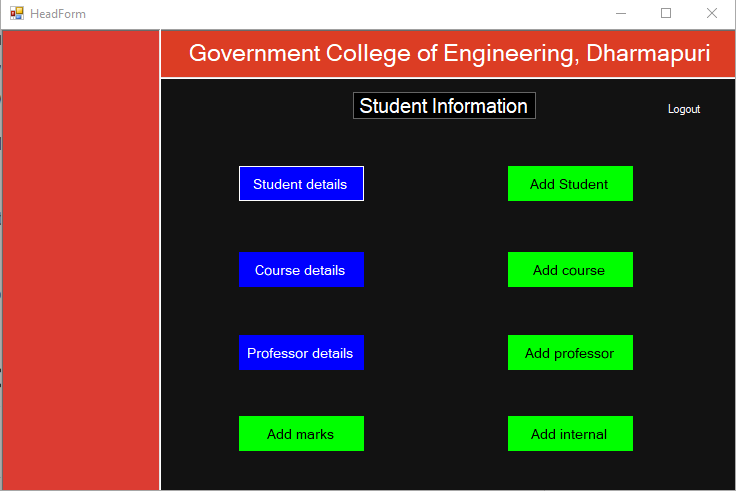 HeadForm
Government College of Engineering, Dharmapuri
Student Information
Logout
Student details
Add Student
Course details
Add course
Professor details
Add professor
Add marks
Add internal